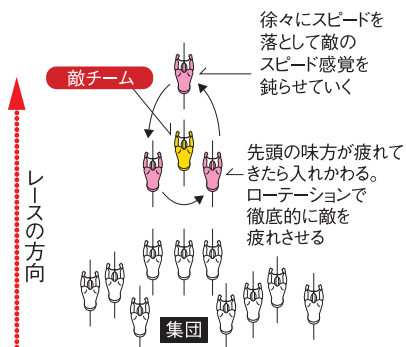 徐々にスピードを
落として敵の
スピード感覚を
鈍らせていく
敵チーム
先頭の味方が疲れて
きたら入れかわる。
ローテーションで
徹底的に敵を
疲れさせる
レースの方向
集団